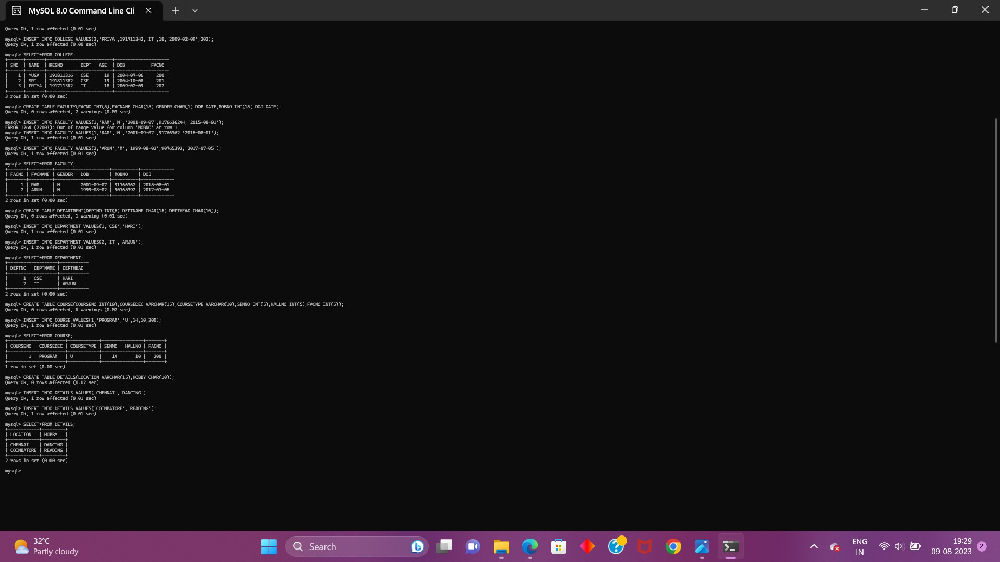 MySQL 8.0 Command Line Cli
Query OK, 1 row affected (0.01 sec)
mysql> INSERT INTO COLLEGE VALUES(3,'PRIYA',191711342,'IT',18,'2009-02-09',202);
Query OK, 1 row affected (0.00 sec)
mysql> SELECT*FROM COLLEGE;
| SNO | NAME | REGNO | DEPT | AGE | DOB | FACNO |
| 1 | YUGA | 191811316 | CSE | 19 | 2004-07-06 | 200 |
| 2 | SRI | 191811382 | CSE | 19 | 2004-10-08 | 201 |
| 3 | PRIYA | 191711342 | IT | 18 | 2009-02-09 | 202 |
3 rows in set (0.00 sec)
mysql> CREATE TABLE FACULTY(FACNO INT(5),FACNAME CHAR(15),GENDER CHAR(1),DOB DATE,MOBNO INT(15),DOJ DATE);
Query OK, 0 rows affected, 2 warnings (0.03 sec)
mysql> INSERT INTO FACULTY VALUES(1,'RAM','M','2001-09-07',9176636244,'2015-08-01');
ERROR 1264 (22003): Out of range value for column 'MOBNO' at row 1
mysql> INSERT INTO FACULTY VALUES(1,'RAM','M','2001-09-07',91766362,'2015-08-01');
Query OK, 1 row affected (0.01 sec)
mysql> INSERT INTO FACULTY VALUES(2,'ARUN','M','1999-08-02',90765392,'2017-07-05');
Query OK, 1 row affected (0.01 sec)
mysql> SELECT*FROM FACULTY;
| FACNO | FACNAME | GENDER | DOB | MOBNO | DOJ |
| 1 | RAM | M | 2001-09-07 | 91766362 | 2015-08-01 |
| 2 | ARUN | M | 1999-08-02 | 90765392 | 2017-07-05 |
2 rows in set (0.00 sec)
mysql> CREATE TABLE DEPARTMENT(DEPTNO INT(5),DEPTNAME CHAR(15),DEPTHEAD CHAR(10));
Query OK, 0 rows affected, 1 warning (0.01 sec)
mysql> INSERT INTO DEPARTMENT VALUES(1,'CSE','HARI');
Query OK, 1 row affected (0.01 sec)
mysql> INSERT INTO DEPARTMENT VALUES(2,'IT','ARJUN');
Query OK, 1 row affected (0.01 sec)
mysql> SELECT*FROM DEPARTMENT;
| DEPTNO | DEPTNAME | DEPTHEAD |
| 1 | CSE | HARI |
| 2 | IT | ARJUN |
2 rows in set (0.00 sec)
mysql> CREATE TABLE COURSE(COURSENO INT(10),COURSEDEC VARCHAR(15),COURSETYPE VARCHAR(10),SEMNO INT(5),HALLNO INT(5),FACNO INT(5));
Query OK, 0 rows affected, 4 warnings (0.02 sec)
mysql> INSERT INTO COURSE VALUES(1,'PROGRAM','U',14,10,200);
Query OK, 1 row affected (0.01 sec)
mysql> SELECT*FROM COURSE;
| COURSENO | COURSEDEC | COURSETYPE | SEMNO | HALLNO | FACNO |
| 1 | PROGRAM | U | 14 | 10 | 200 |
1 row in set (0.00 sec)
mysql> CREATE TABLE DETAILS(LOCATION VARCHAR(15),HOBBY CHAR(10));
Query OK, 0 rows affected (0.02 sec)
mysql> INSERT INTO DETAILS VALUES('CHENNAI','DANCING');
Query OK, 1 row affected (0.01 sec)
mysql> INSERT INTO DETAILS VALUES('COIMBATORE','READING');
Query OK, 1 row affected (0.01 sec)
mysql> SELECT*FROM DETAILS;
| LOCATION | HOBBY |
| CHENNAI | DANCING |
| COIMBATORE | READING |
2 rows in set (0.00 sec)
mysql>
32°C
Partly cloudy
Search
ENG
IN
19:29
09-08-2023
2